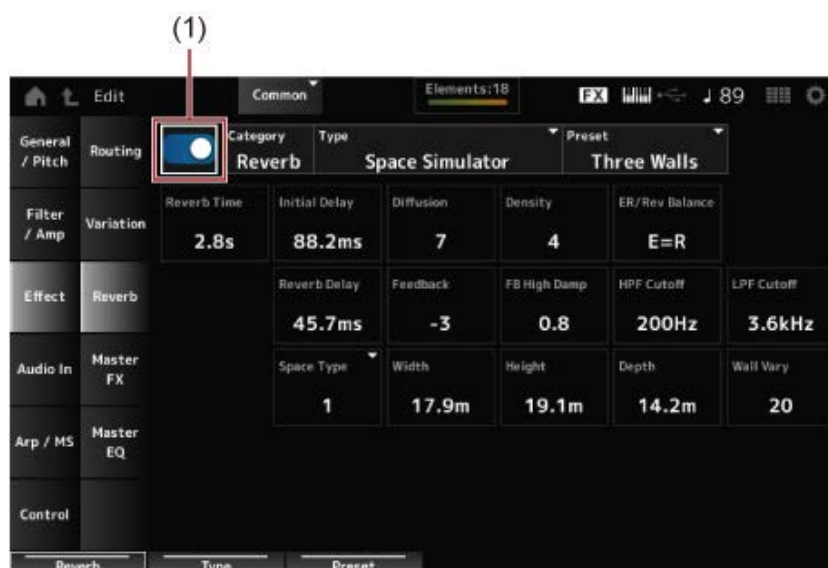 (1)
Edit
Common
Elements:18
FX
♩ 89
General / Pitch
Routing
Category
Reverb
Type
Space Simulator
Preset
Three Walls
Filter / Amp
Variation
Reverb Time
2.8s
Initial Delay
88.2ms
Diffusion
7
Density
4
ER/Rev Balance
E=R
Effect
Reverb
Reverb Delay
45.7ms
Feedback
-3
FB High Damp
0.8
HPF Cutoff
200Hz
LPF Cutoff
3.6kHz
Audio In
Master FX
Space Type
1
Width
17.9m
Height
19.1m
Depth
14.2m
Wall Vary
20
Arp / MS
Master EQ
Control
Reverb
Type
Preset